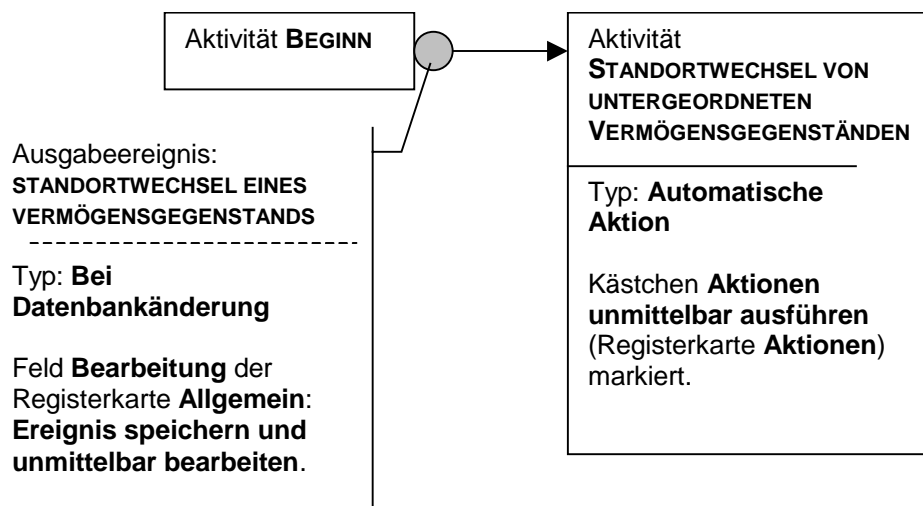 Aktivität BEGINN
Ausgabeereignis:
STANDORTWECHSEL EINES
VERMÖGENSGEGENSTANDS
Typ: Bei
Datenbankänderung
Feld Bearbeitung der
Registerkarte Allgemein:
Ereignis speichern und
unmittelbar bearbeiten.
Aktivität
STANDORTWECHSEL VON
UNTERGEORDNETEN
VERMÖGENSGEGENSTÄNDEN
Typ: Automatische
Aktion
Kästchen Aktionen
unmittelbar ausführen
(Registerkarte Aktionen)
markiert.